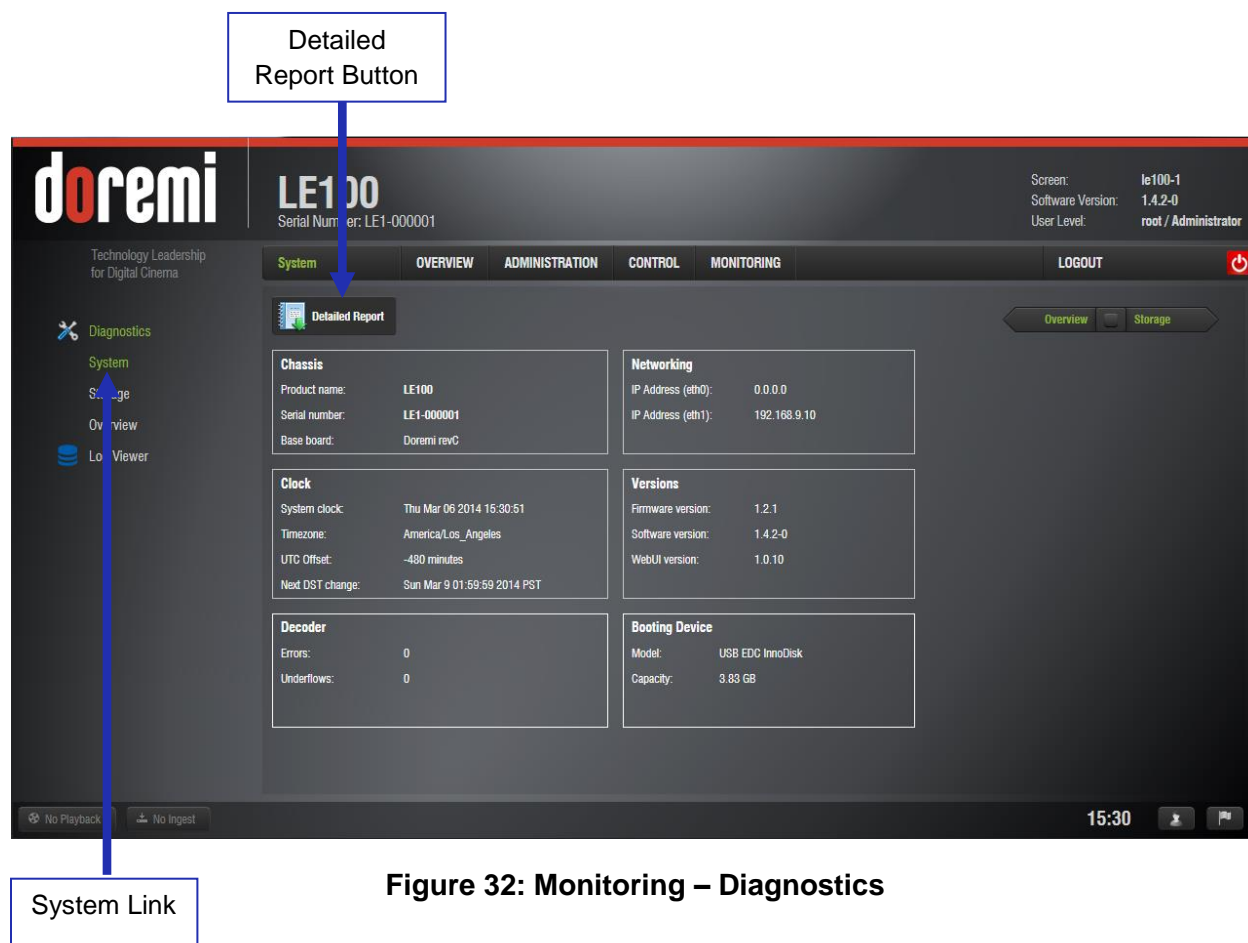 Detailed
Report Button
doremi
Technology Leadership
for Digital Cinema
LE100
Serial Number: LE1-000001
Screen: le100-1
Software Version: 1.4.2-0
User Level: root / Administrator
System OVERVIEW ADMINISTRATION CONTROL MONITORING LOGOUT
Diagnostics
System
Storage
Overview
Log Viewer
Detailed Report
Overview Storage
Chassis
Product name: LE100
Serial number: LE1-000001
Base board: Doremi revC
Networking
IP Address (eth0): 0.0.0.0
IP Address (eth1): 192.168.9.10
Clock
System clock: Thu Mar 06 2014 15:30:51
Timezone: America/Los_Angeles
UTC Offset: -480 minutes
Next DST change: Sun Mar 9 01:59:59 2014 PST
Versions
Firmware version: 1.2.1
Software version: 1.4.2-0
WebUI version: 1.0.10
Decoder
Errors: 0
Underflows: 0
Booting Device
Model: USB EDC InnoDisk
Capacity: 3.83 GB
No Playback No Ingest 15:30
System Link
Figure 32: Monitoring – Diagnostics